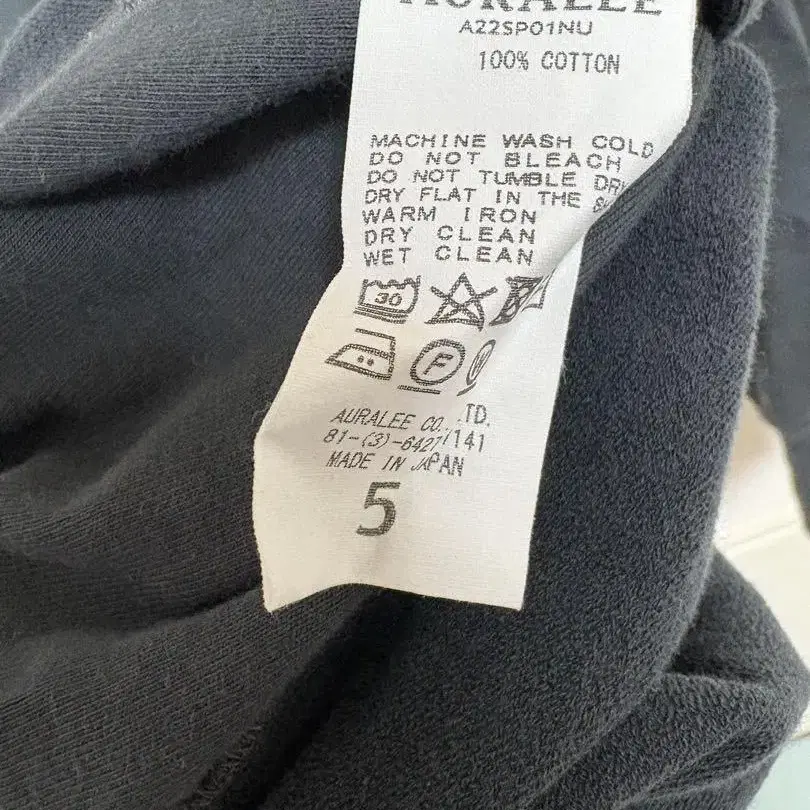 AURALEE
A22SP01NU
100% COTTON
MACHINE WASH COLD
DO NOT BLEACH
DO NOT TUMBLE DRY
DRY FLAT IN THE
WARM IRON
DRY CLEAN
WET CLEAN
30
F
W
AURALEE CO., LTD.
81-(3)-6427 141
MADE IN JAPAN
5